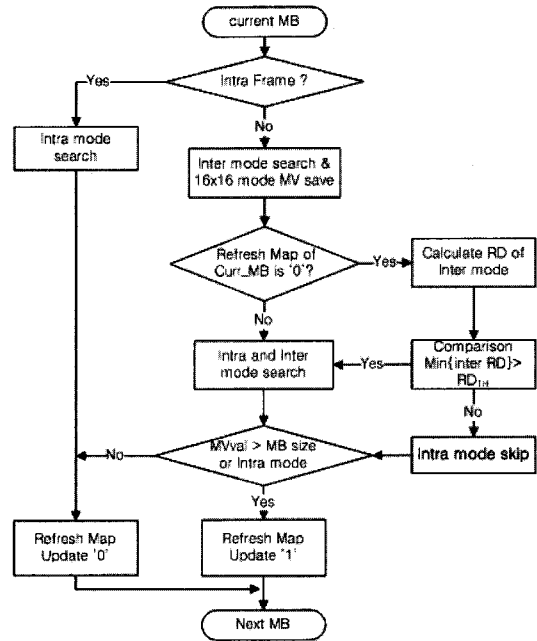 current MB
Intra Frame ?
Yes
No
Intra mode
search
Inter mode search &
16x16 mode MV save
Refresh Map of
Curr_MB is '0'?
Yes
Calculate RD of
Inter mode
No
Intra and Inter
mode search
Yes
Comparison
Min{inter RD}>
RD_TH
No
MVval > MB size
or Intra mode
No
Intra mode skip
Yes
Refresh Map
Update '0'
Refresh Map
Update '1'
Next MB